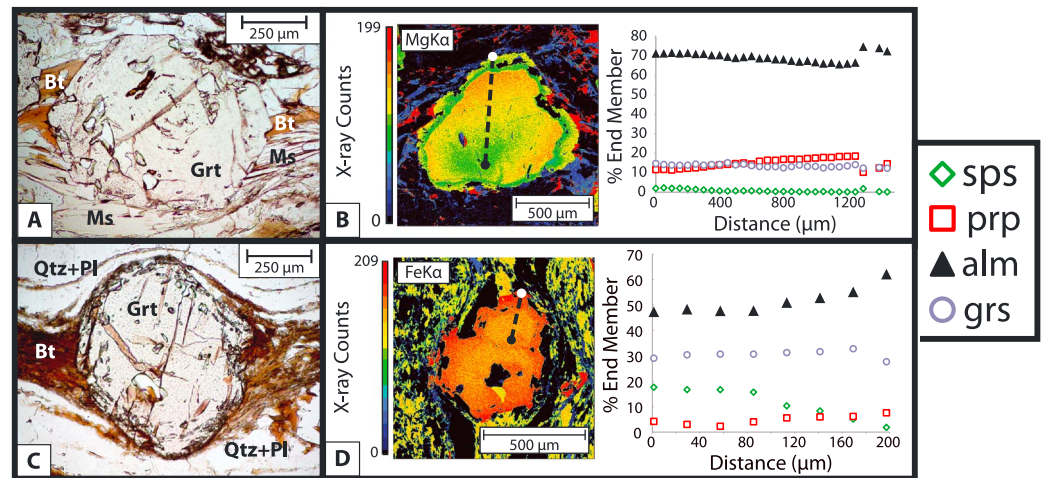 250 µm
Bt
Bt
Ms
Grt
Ms
A
199
MgKα
X-ray Counts
0
500 µm
B
80
70
60
50
40
30
20
10
0
% End Member
0
400
800
1200
Distance (µm)
250 µm
Qtz+Pl
Grt
Bt
Qtz+Pl
C
209
FeKα
X-ray Counts
0
500 µm
D
70
60
50
40
30
20
10
0
% End Member
0
40
80
120
160
200
Distance (µm)
sps
prp
alm
grs